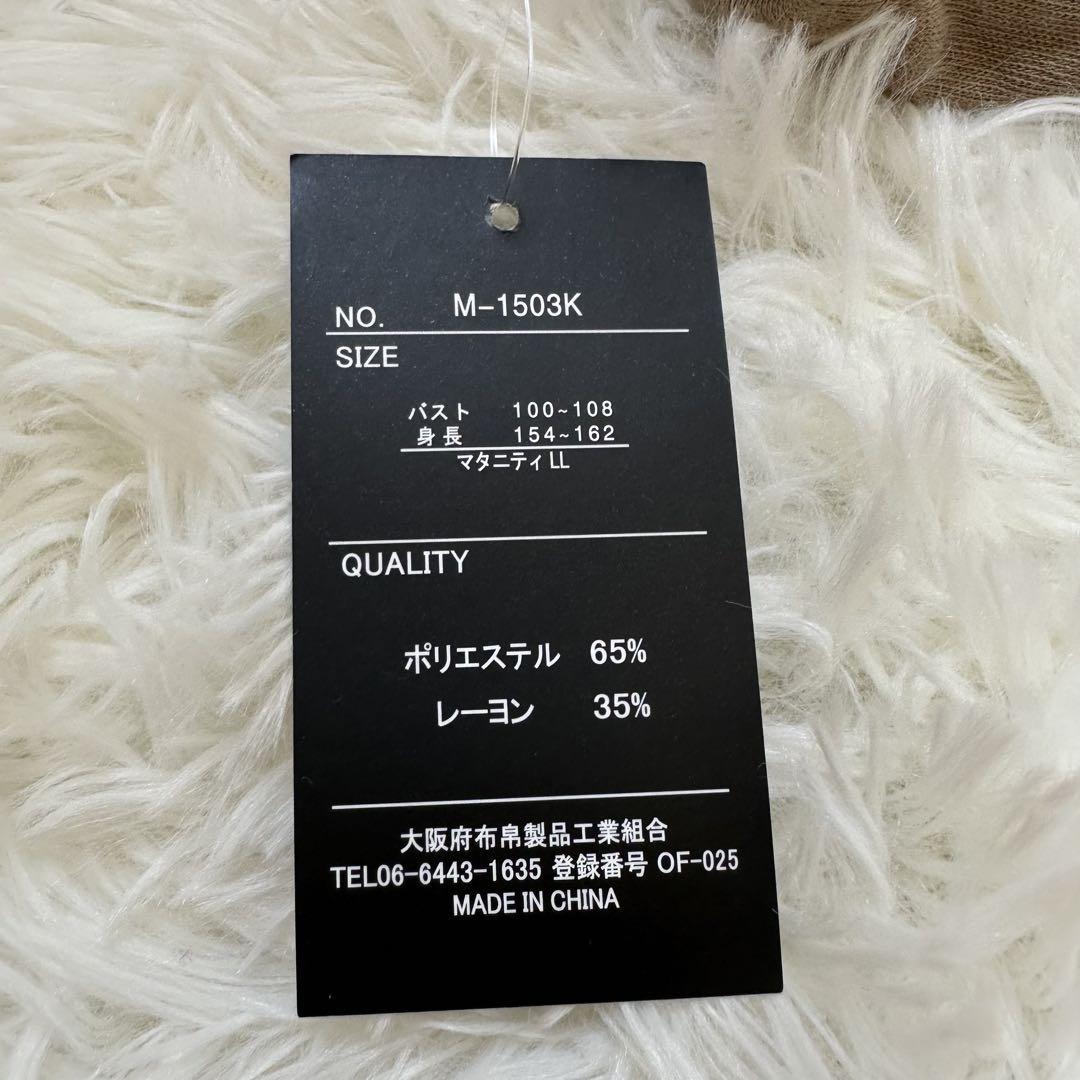 NO. M-1503K
SIZE
バスト 100~108
身長 154~162
マタニティ LL
QUALITY
ポリエステル 65%
レーヨン 35%
大阪府布帛製品工業組合
TEL06-6443-1635 登録番号 OF-025
MADE IN CHINA